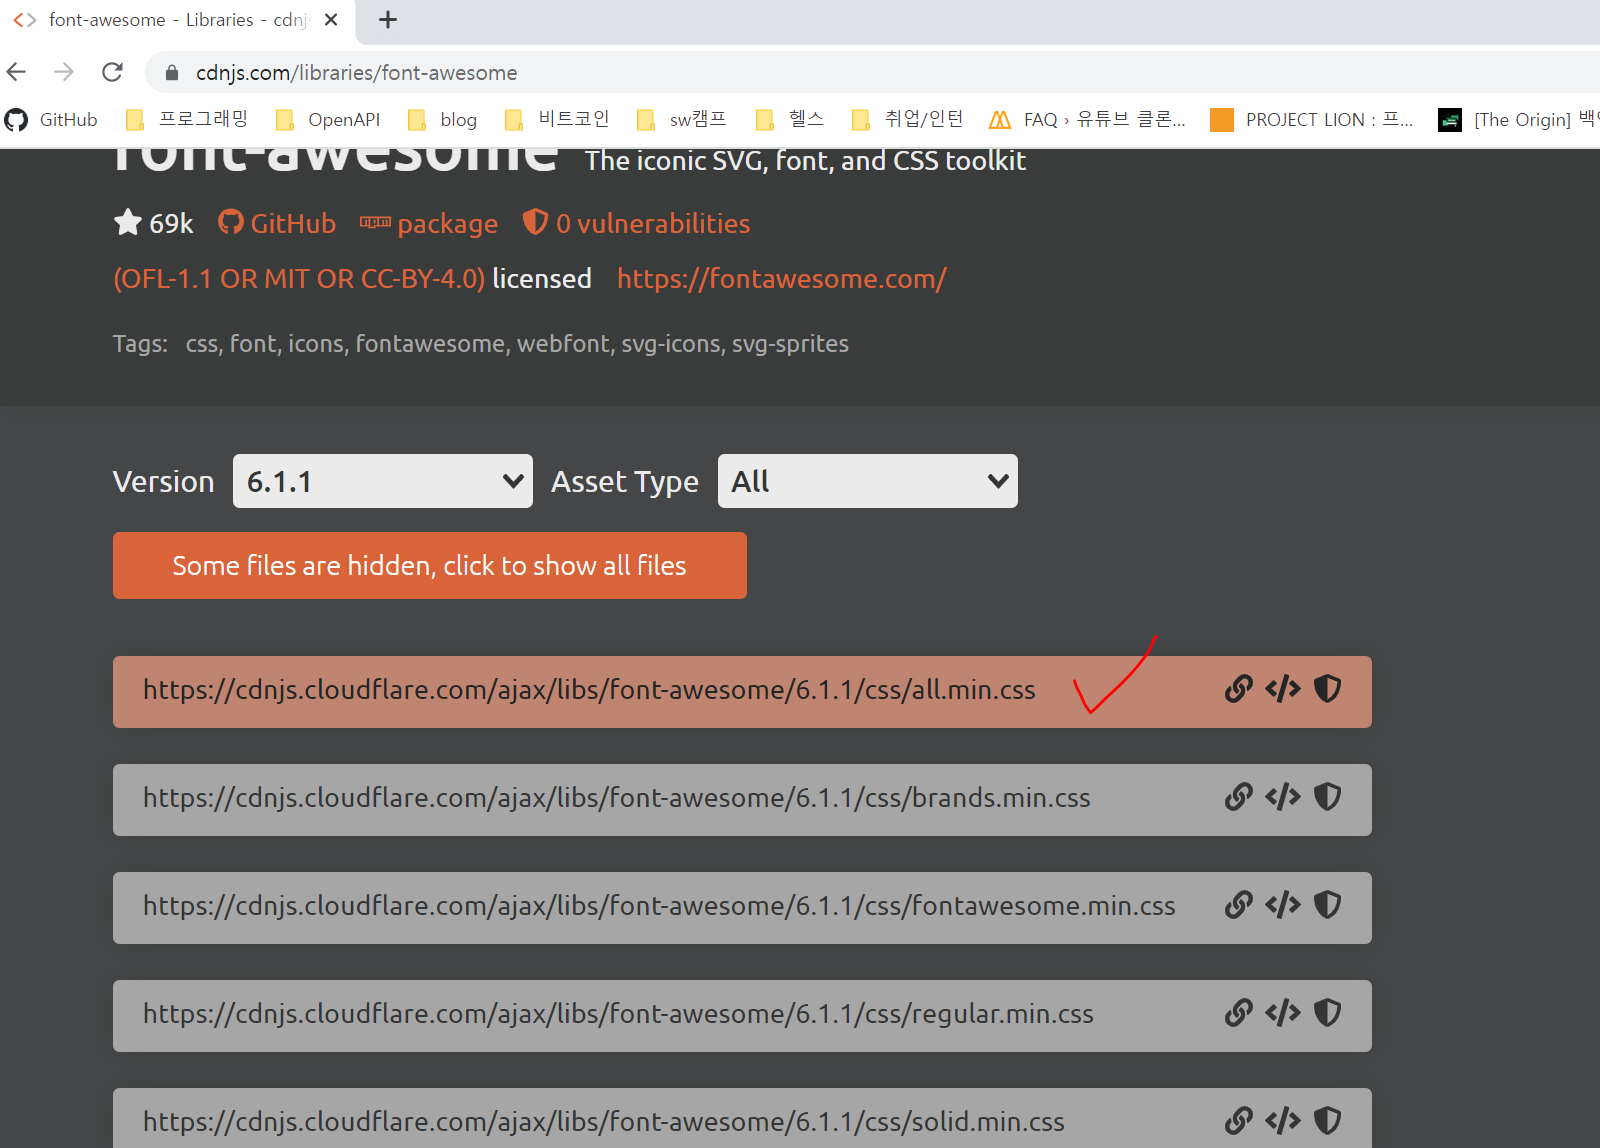 font-awesome - Libraries - cdnj
cdnjs.com/libraries/font-awesome
GitHub 프로그래밍 OpenAPI blog 비트코인 sw캠프 헬스 취업/인턴 FAQ › 유튜브 클론... PROJECT LION : 프... [The Origin] 백
font-awesome The iconic SVG, font, and CSS toolkit
69k GitHub npm package 0 vulnerabilities
(OFL-1.1 OR MIT OR CC-BY-4.0) licensed https://fontawesome.com/
Tags: css, font, icons, fontawesome, webfont, svg-icons, svg-sprites
Version 6.1.1 Asset Type All
Some files are hidden, click to show all files
https://cdnjs.cloudflare.com/ajax/libs/font-awesome/6.1.1/css/all.min.css
https://cdnjs.cloudflare.com/ajax/libs/font-awesome/6.1.1/css/brands.min.css
https://cdnjs.cloudflare.com/ajax/libs/font-awesome/6.1.1/css/fontawesome.min.css
https://cdnjs.cloudflare.com/ajax/libs/font-awesome/6.1.1/css/regular.min.css
https://cdnjs.cloudflare.com/ajax/libs/font-awesome/6.1.1/css/solid.min.css